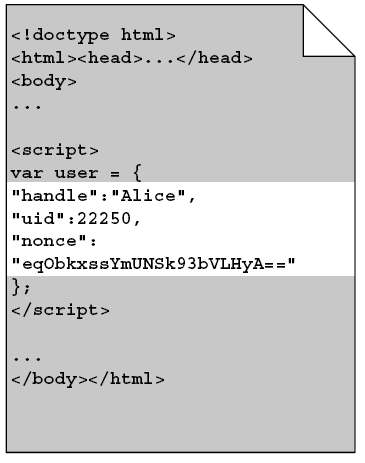 <!doctype html>
<html><head>...</head>
<body>
...
<script>
var user = {
"handle":"Alice",
"uid":22250,
"nonce":
"eqObkxssYmUNSk93bVLHyA=="
};
</script>
...
</body></html>